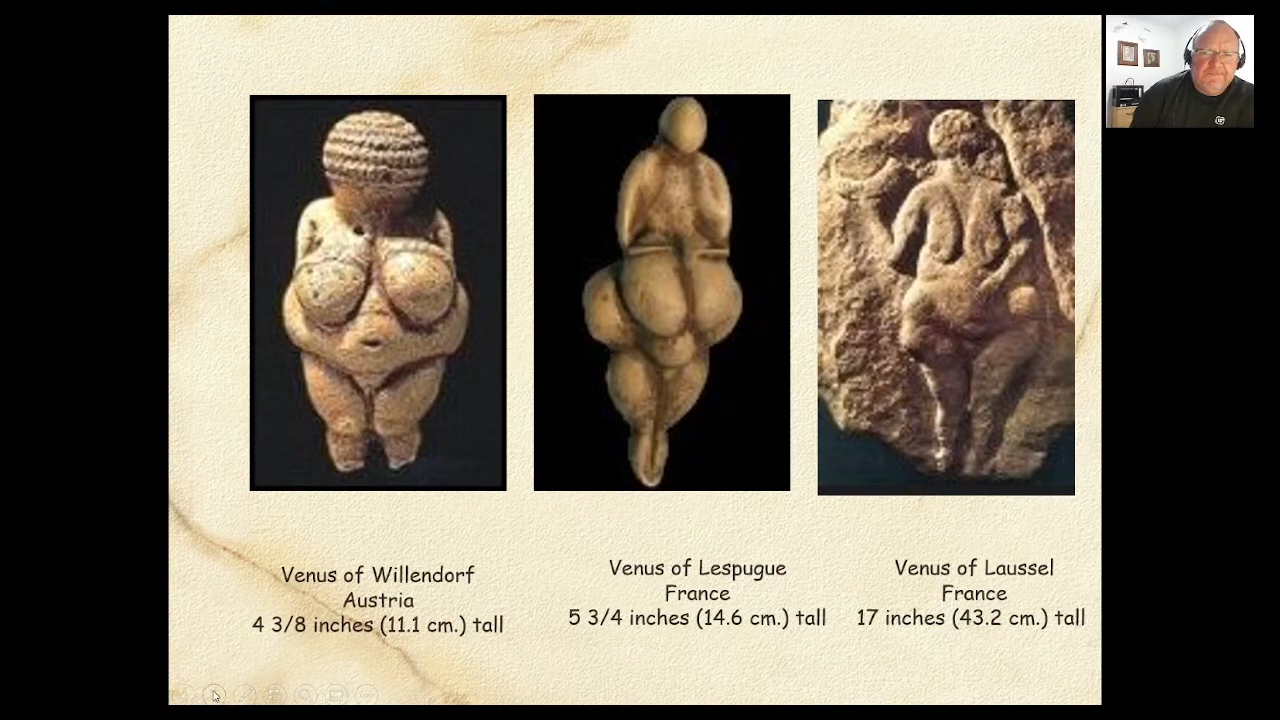 Venus of Willendorf
Austria
4 3/8 inches (11.1 cm.) tall
Venus of Lespugue
France
5 3/4 inches (14.6 cm.) tall
Venus of Laussel
France
17 inches (43.2 cm.) tall